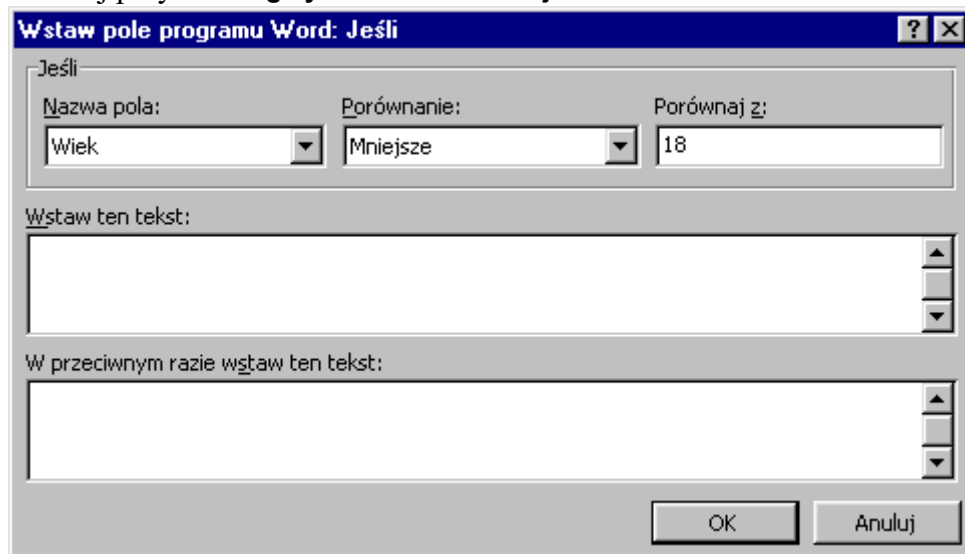 Wstaw pole programu Word: Jeśli
Jeśli
Nazwa pola: Porównanie: Porównaj z:
Wiek Mniejsze 18
Wstaw ten tekst:
W przeciwnym razie wstaw ten tekst:
OK Anuluj